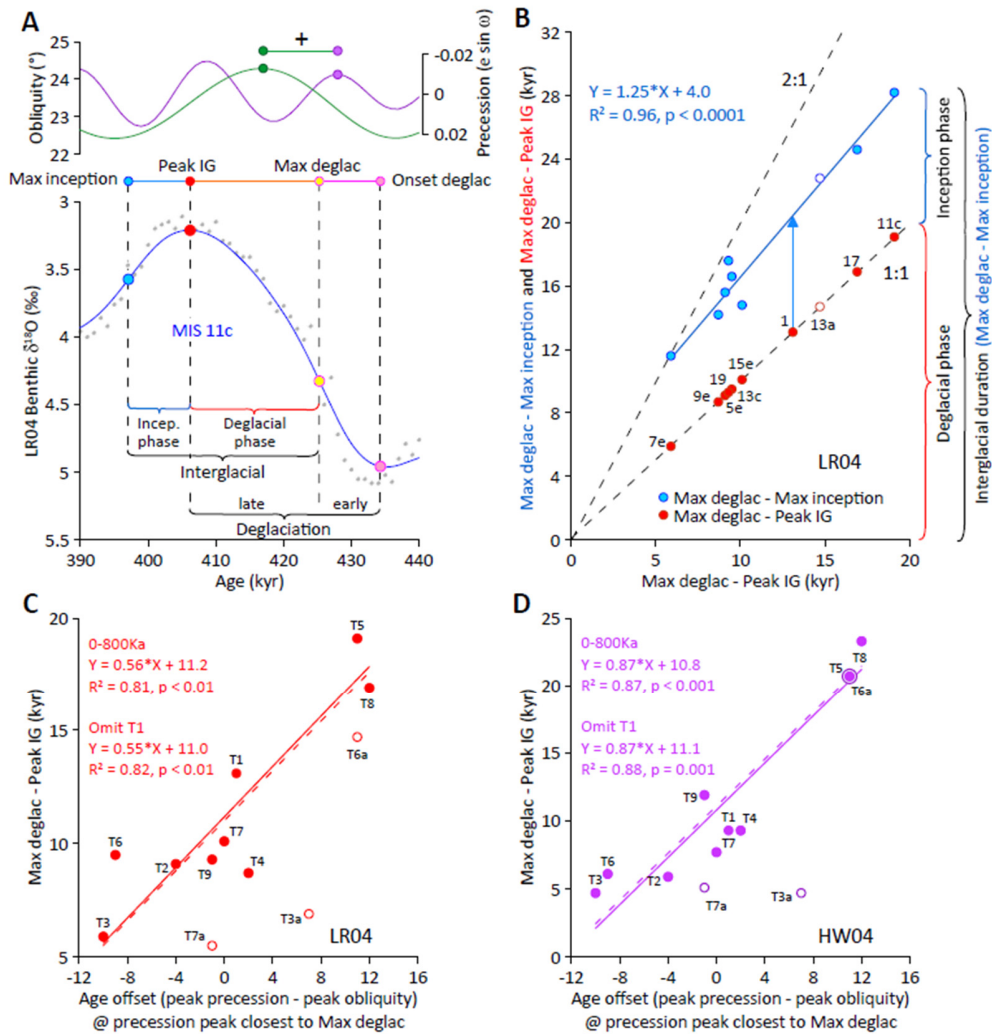 A
25
24
23
22
Obliquity (°)
+
-0.02
0
0.02
Precession (e sin ω)
Peak IG
Max deglac
Max inception
Onset deglac
3
3.5
4
4.5
5
5.5
LR04 Benthic δ¹⁸O (‰)
MIS 11c
Incep.
phase
Deglacial
phase
Interglacial
late
early
Deglaciation
390
400
410
420
430
440
Age (kyr)
B
32
28
24
20
16
12
8
4
0
Max deglac - Max inception and Max deglac - Peak IG (kyr)
Y = 1.25*X + 4.0
R² = 0.96, p < 0.0001
2:1
11c
17
1:1
1
13a
15e
19
13c
9e
5e
7e
LR04
Max deglac - Max inception
Max deglac - Peak IG
0
5
10
15
20
Max deglac - Peak IG (kyr)
Inception phase
Deglacial phase
Interglacial duration (Max deglac - Max inception)
C
20
15
10
5
Max deglac - Peak IG (kyr)
0-800Ka
Y = 0.56*X + 11.2
R² = 0.81, p < 0.01
Omit T1
Y = 0.55*X + 11.0
R² = 0.82, p < 0.01
T5
T8
T6a
T1
T6
T7
T2
T9
T4
T3
T3a
T7a
LR04
-12
-8
-4
0
4
8
12
16
Age offset (peak precession - peak obliquity)
@ precession peak closest to Max deglac
D
25
20
15
10
5
0
Max deglac - Peak IG (kyr)
0-800Ka
Y = 0.87*X + 10.8
R² = 0.87, p < 0.001
Omit T1
Y = 0.87*X + 11.1
R² = 0.88, p = 0.001
T8
T5
T6a
T9
T1
T4
T7
T6
T3
T2
T7a
T3a
HW04
-12
-8
-4
0
4
8
12
16
Age offset (peak precession - peak obliquity)
@ precession peak closest to Max deglac